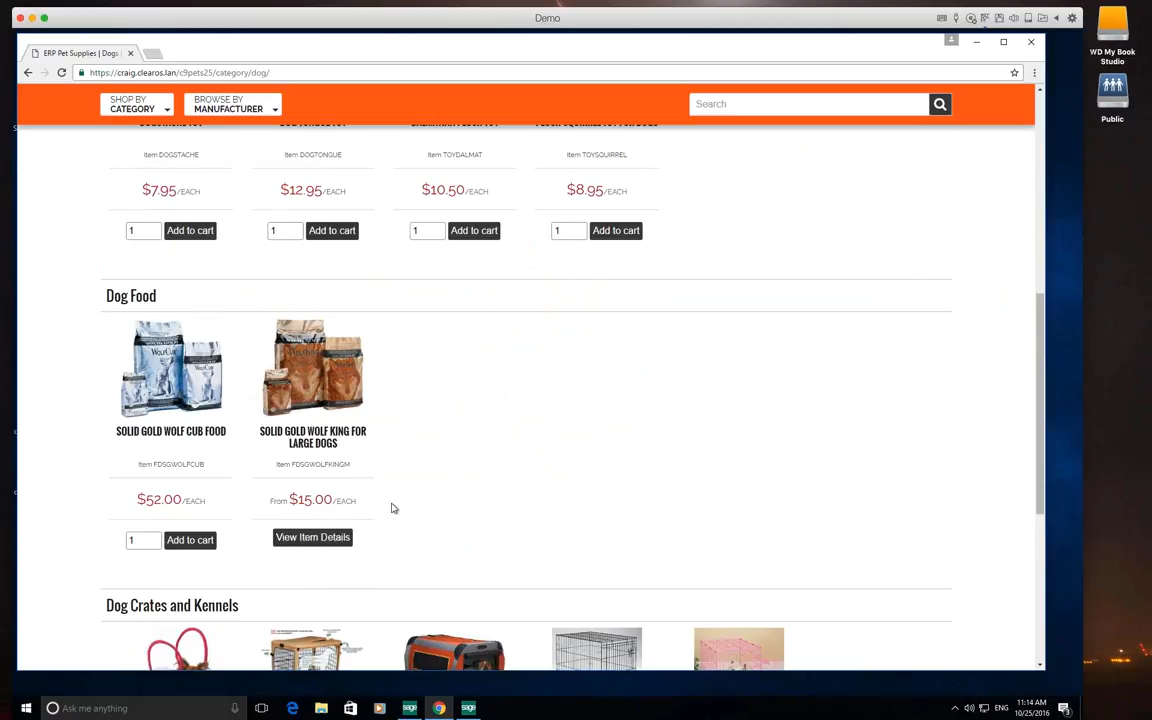 Demo
WD My Book
Studio
Public
ERP Pet Supplies | Dogs
https://craig.clearos.lan/c9pets25/category/dog/
SHOP BY
CATEGORY
BROWSE BY
MANUFACTURER
Search
Item DOGSTACHE
Item DOGTONGUE
Item TOYDALMAT
Item TOYSQUIRREL
$7.95/EACH
$12.95/EACH
$10.50/EACH
$8.95/EACH
1 Add to cart
1 Add to cart
1 Add to cart
1 Add to cart
Dog Food
WOLFCUB
SOLID GOLD WOLF CUB FOOD
SOLID GOLD WOLF KING FOR
LARGE DOGS
Item FDSGWOLFCUB
Item FDSGWOLFKINGM
$52.00/EACH
From $15.00/EACH
1 Add to cart
View Item Details
Dog Crates and Kennels
Ask me anything
sage
sage
ENG
11:14 AM
10/25/2016
3